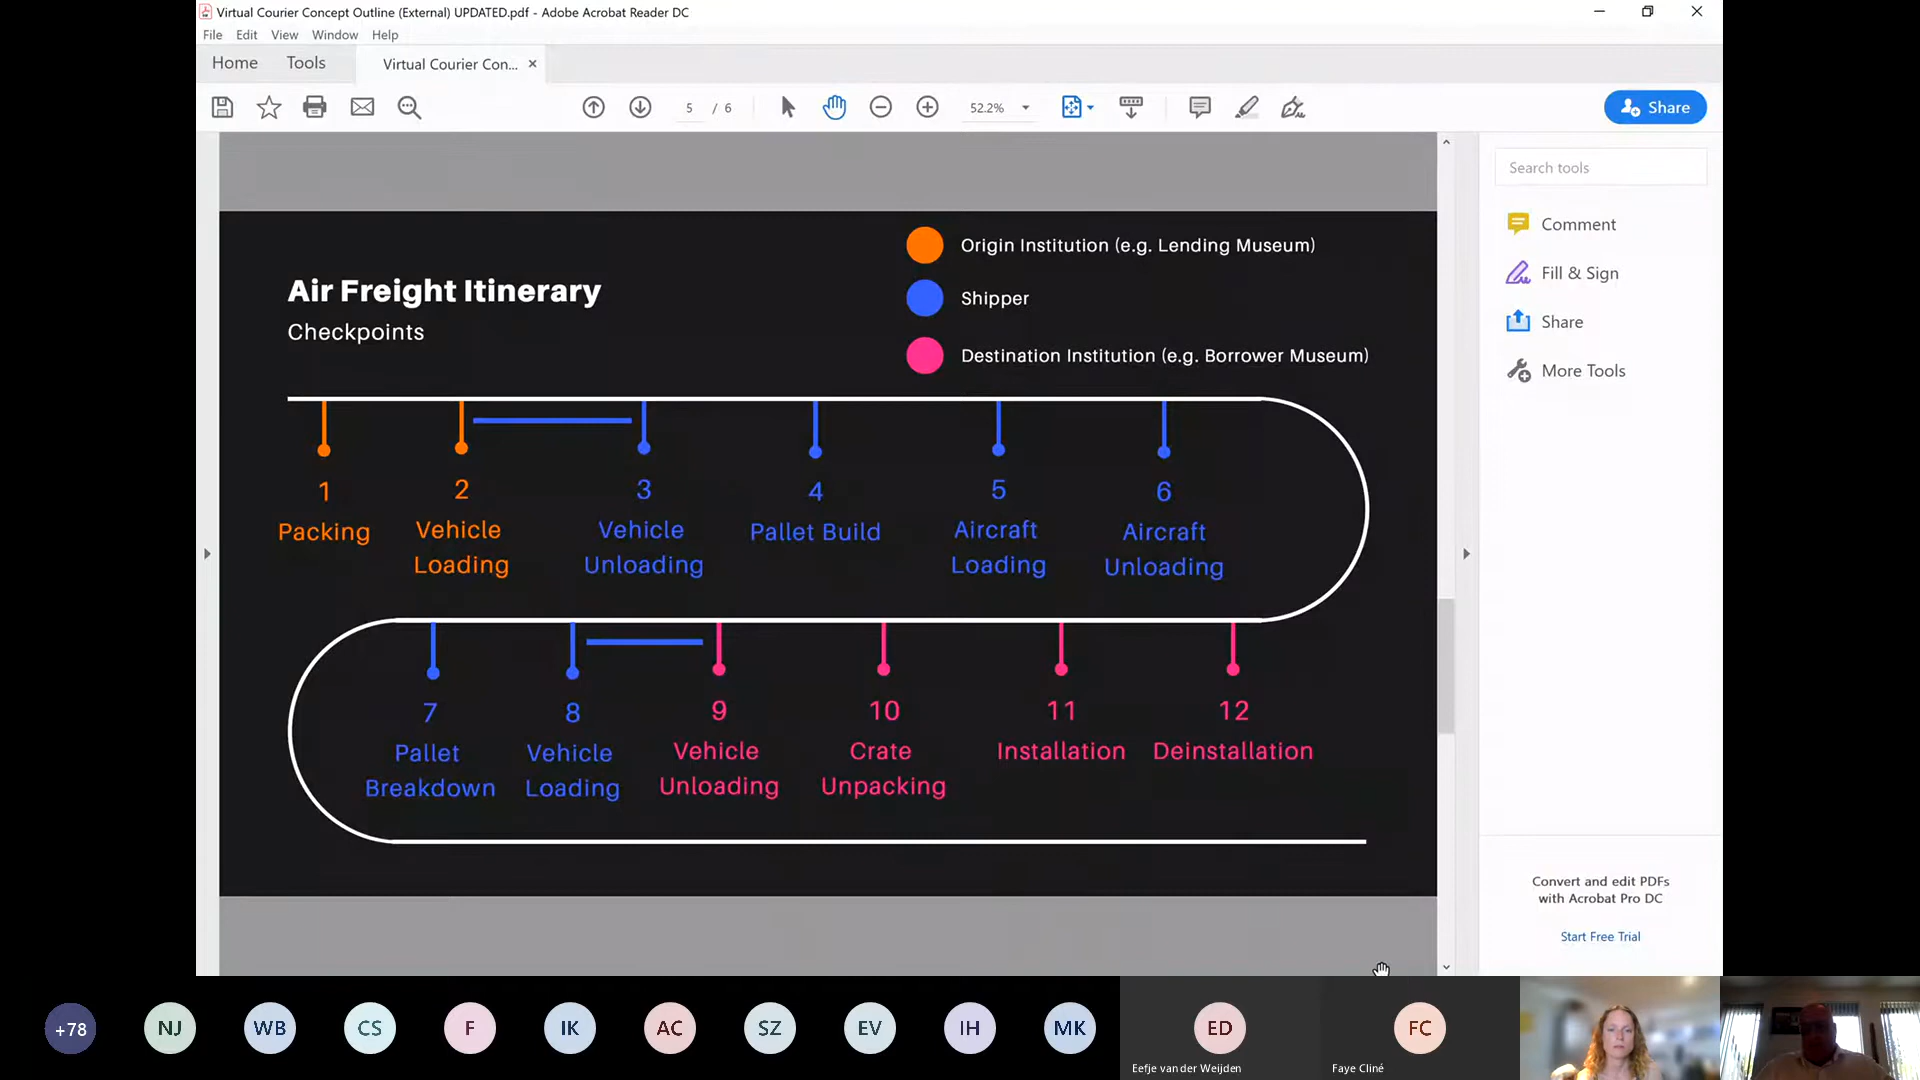 Virtual Courier Concept Outline (External) UPDATED.pdf - Adobe Acrobat Reader DC
File Edit View Window Help
Home Tools Virtual Courier Con... ×
5 / 6 52.2% Share
Search tools
Comment
Fill & Sign
Share
More Tools
Origin Institution (e.g. Lending Museum)
Shipper
Destination Institution (e.g. Borrower Museum)
Air Freight Itinerary
Checkpoints
1
Packing
2
Vehicle
Loading
3
Vehicle
Unloading
4
Pallet Build
5
Aircraft
Loading
6
Aircraft
Unloading
7
Pallet
Breakdown
8
Vehicle
Loading
9
Vehicle
Unloading
10
Crate
Unpacking
11
Installation
12
Deinstallation
Convert and edit PDFs
with Acrobat Pro DC
Start Free Trial
+78 NJ WB CS F IK AC SZ EV IH MK ED FC
Eefje van der Weijden Faye Cliné